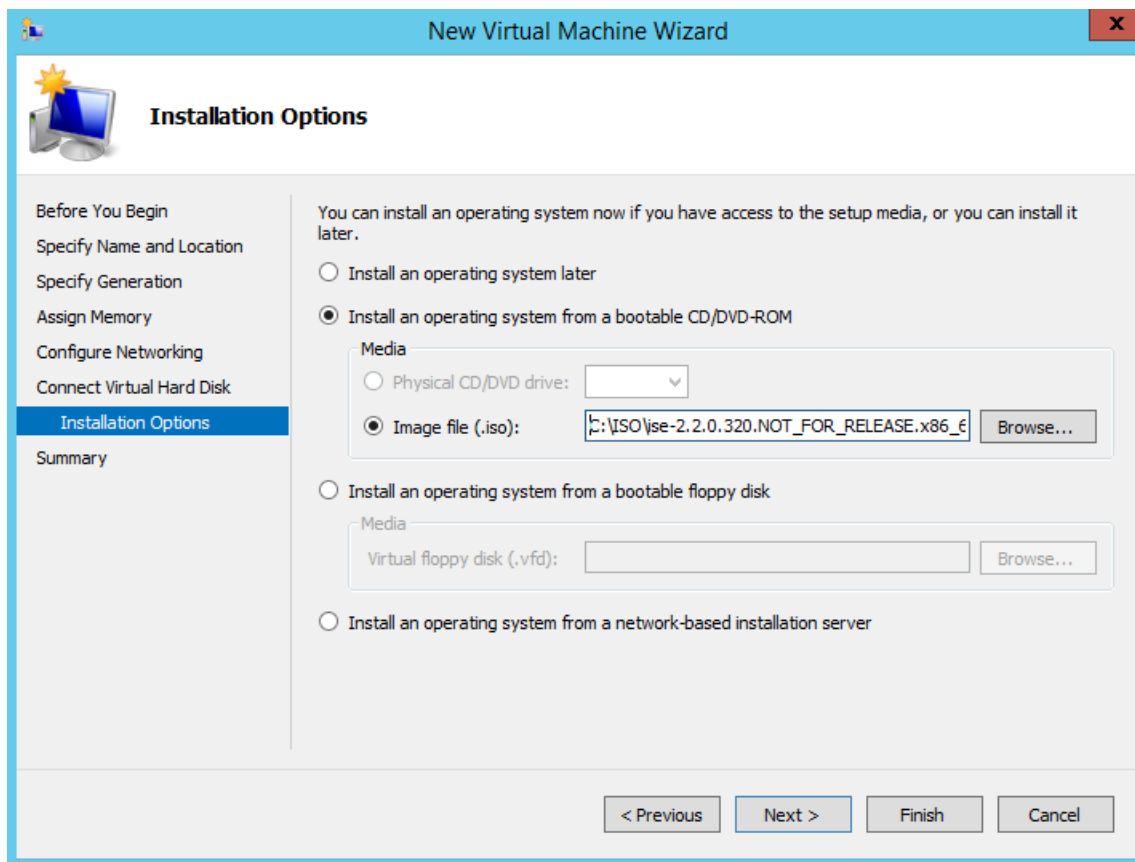 New Virtual Machine Wizard
x
Installation Options
Before You Begin
Specify Name and Location
Specify Generation
Assign Memory
Configure Networking
Connect Virtual Hard Disk
Installation Options
Summary
You can install an operating system now if you have access to the setup media, or you can install it
later.
Install an operating system later
Install an operating system from a bootable CD/DVD-ROM
Media
Physical CD/DVD drive:
Image file (.iso): C:\ISO\ise-2.2.0.320.NOT_FOR_RELEASE.x86_6 Browse...
Install an operating system from a bootable floppy disk
Media
Virtual floppy disk (.vfd): Browse...
Install an operating system from a network-based installation server
< Previous Next > Finish Cancel